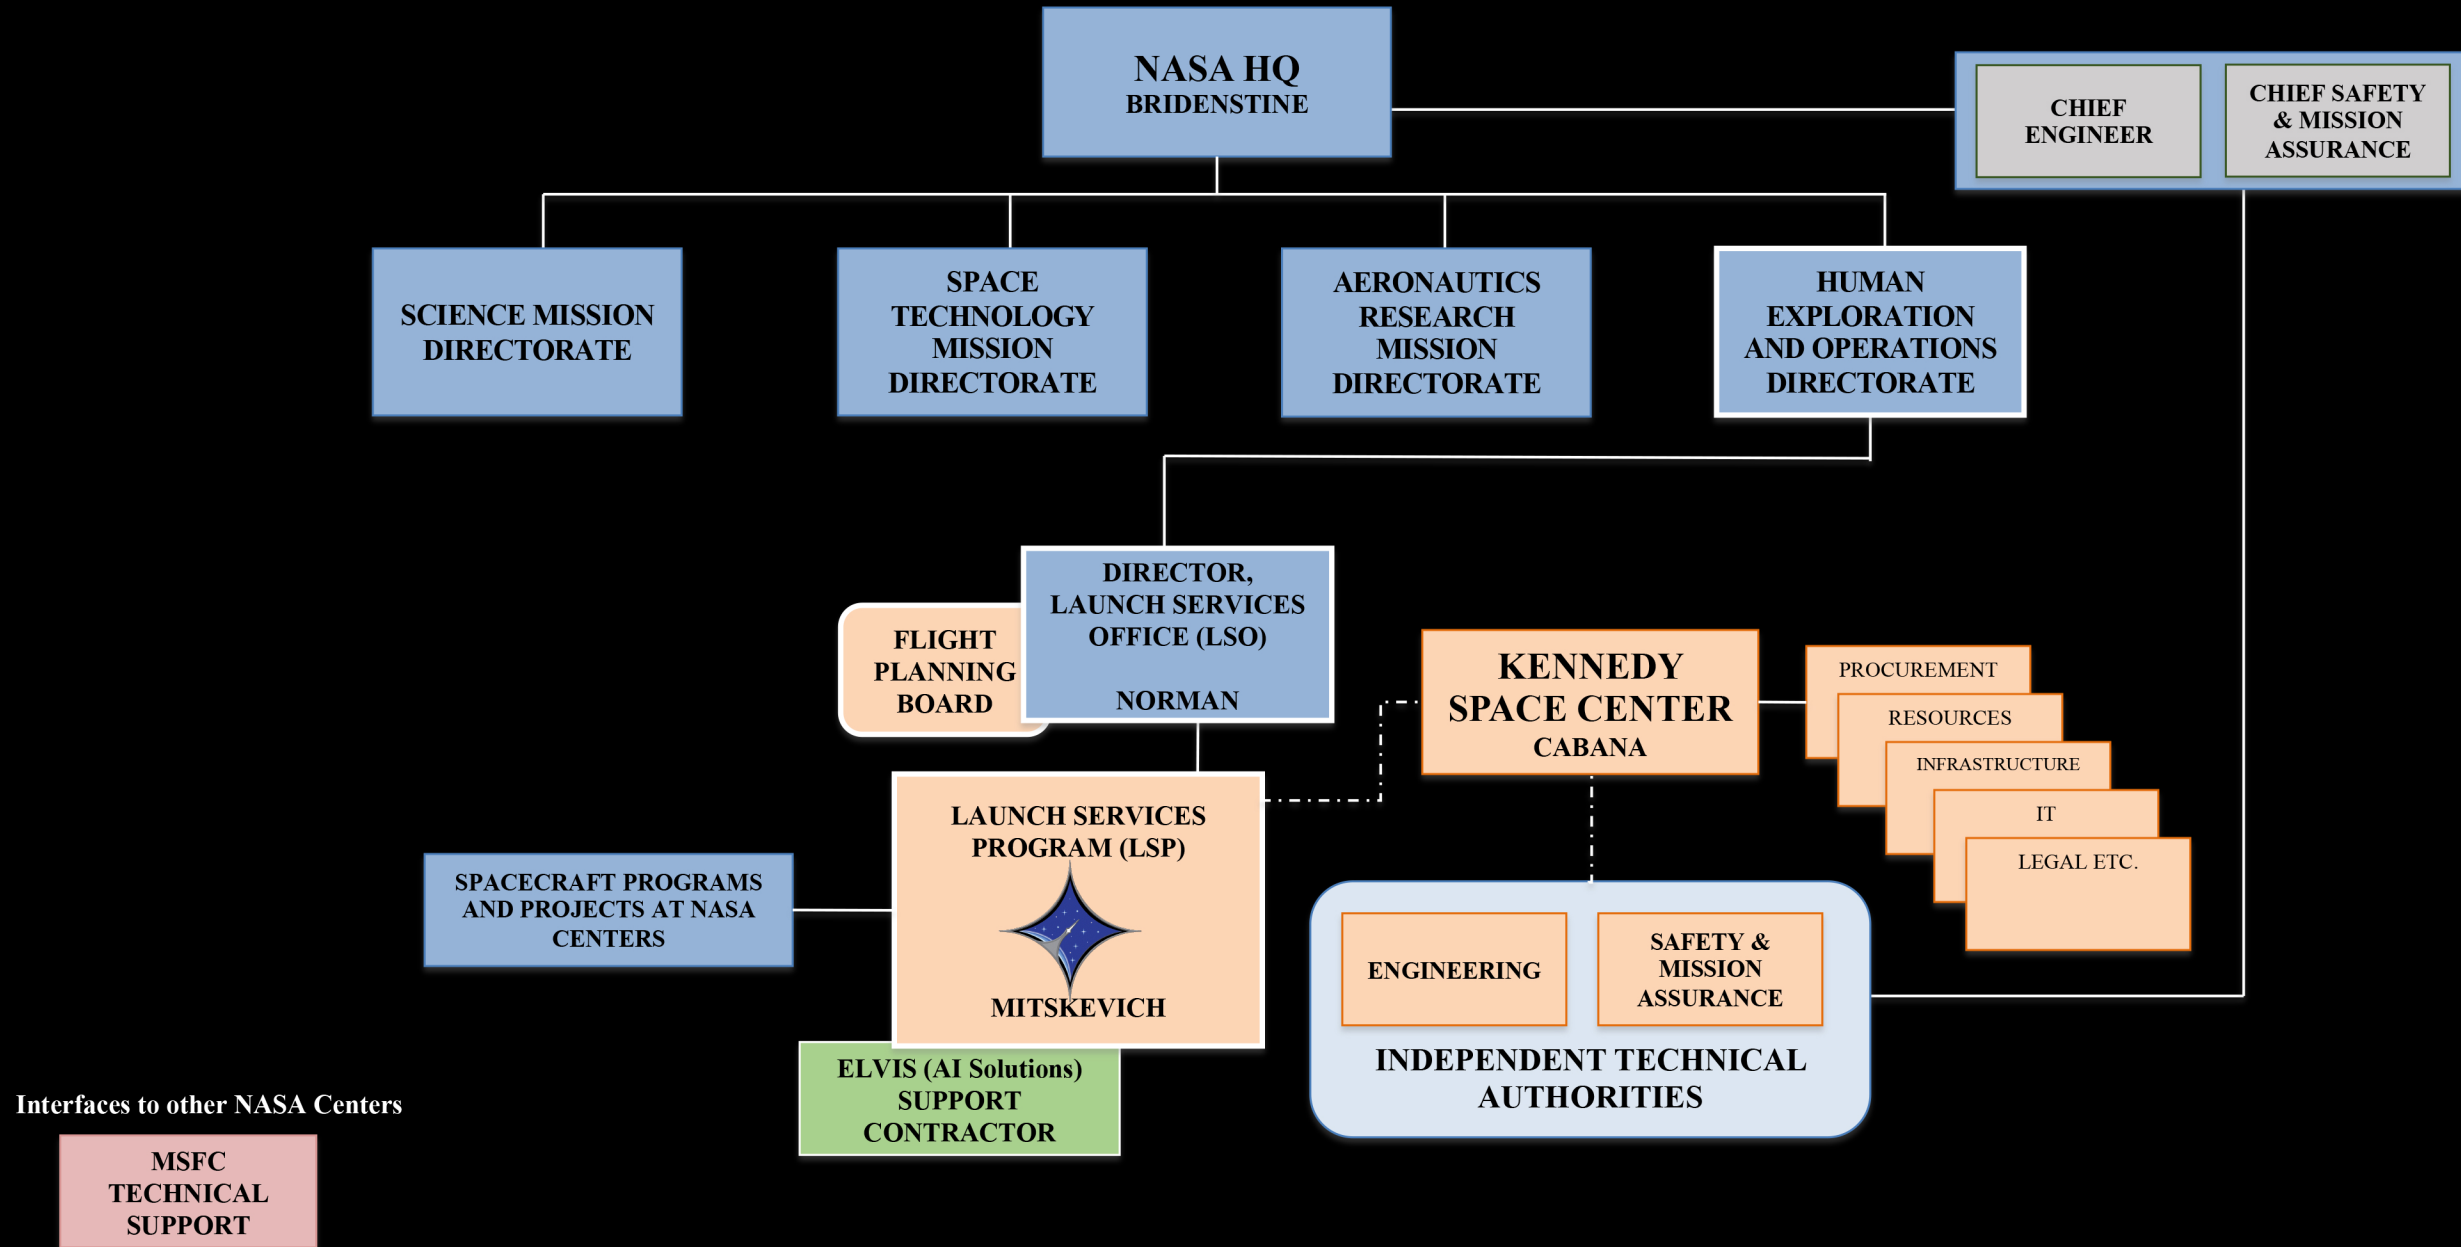 NASA HQ
BRIDENSTINE
CHIEF
ENGINEER
CHIEF SAFETY
& MISSION
ASSURANCE
SCIENCE MISSION
DIRECTORATE
SPACE
TECHNOLOGY
MISSION
DIRECTORATE
AERONAUTICS
RESEARCH
MISSION
DIRECTORATE
HUMAN
EXPLORATION
AND OPERATIONS
DIRECTORATE
DIRECTOR,
LAUNCH SERVICES
OFFICE (LSO)
NORMAN
FLIGHT
PLANNING
BOARD
KENNEDY
SPACE CENTER
CABANA
PROCUREMENT
RESOURCES
INFRASTRUCTURE
IT
LEGAL ETC.
LAUNCH SERVICES
PROGRAM (LSP)
MITSKEVICH
SPACECRAFT PROGRAMS
AND PROJECTS AT NASA
CENTERS
ENGINEERING
SAFETY &
MISSION
ASSURANCE
INDEPENDENT TECHNICAL
AUTHORITIES
ELVIS (AI Solutions)
SUPPORT
CONTRACTOR
Interfaces to other NASA Centers
MSFC
TECHNICAL
SUPPORT